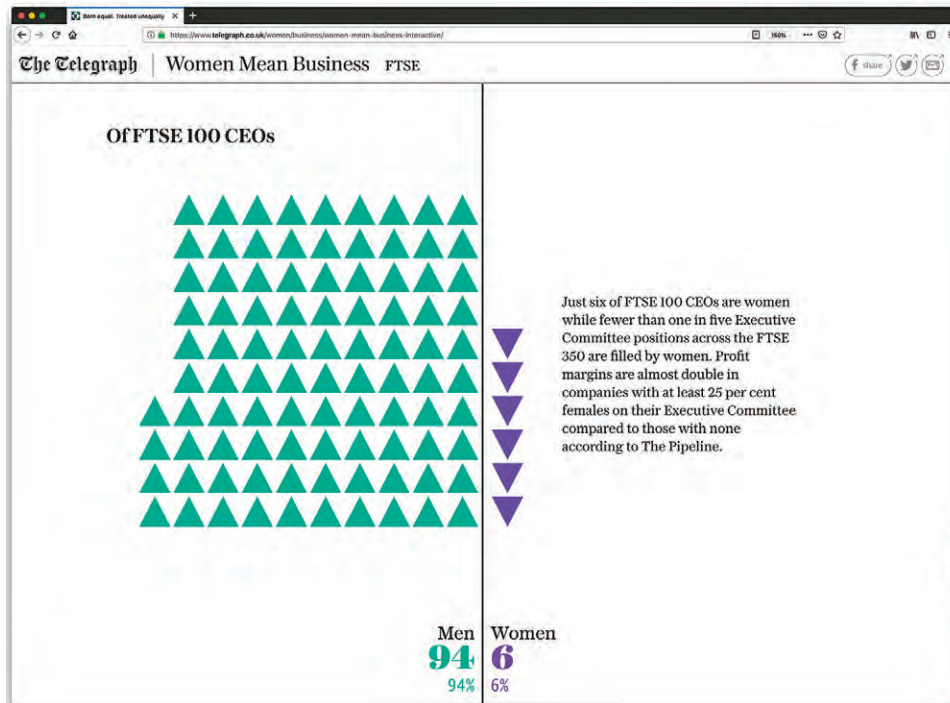 Born equal. Treated unequally
https://www.telegraph.co.uk/women/business/women-mean-business-interactive/
160%
The Telegraph
Women Mean Business FTSE
share
Of FTSE 100 CEOs
Just six of FTSE 100 CEOs are women
while fewer than one in five Executive
Committee positions across the FTSE
350 are filled by women. Profit
margins are almost double in
companies with at least 25 per cent
females on their Executive Committee
compared to those with none
according to The Pipeline.
Men
94
94%
Women
6
6%